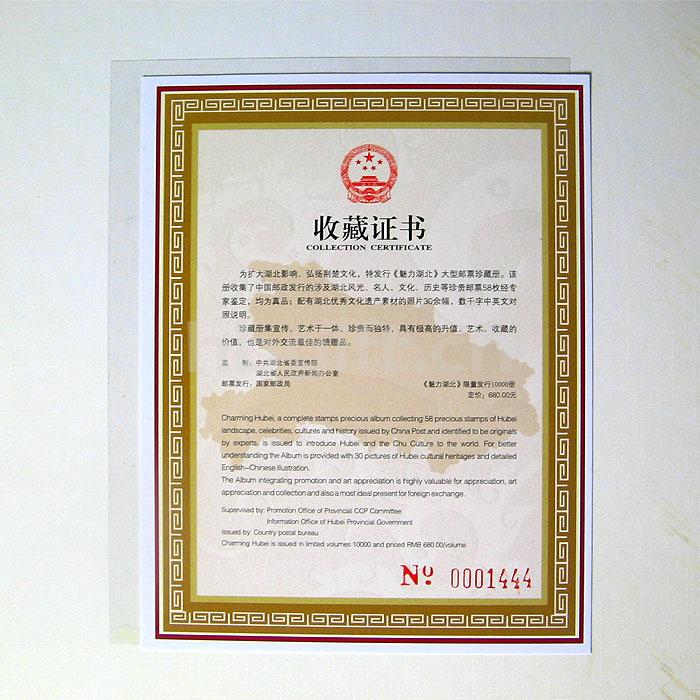 收藏证书
COLLECTION CERTIFICATE
为扩大湖北影响、弘扬荆楚文化，特发行《魅力湖北》大型邮票珍藏册。该
册收集了中国邮政发行的涉及湖北风光、名人、文化、历史等珍贵邮票58枚经专
家鉴定，均为真品；配有湖北优秀文化遗产素材的照片30余幅，数千字中英文对
照说明。
珍藏册集宣传、艺术于一体，珍贵而独特，具有极高的升值、艺术、收藏的
价值，也是对外交流最佳的馈赠品。
监 制：中共湖北省委宣传部
湖北省人民政府新闻办公室
邮票发行：国家邮政局 《魅力湖北》限量发行10000册
定价：680.00元
Charming Hubei, a complete stamps precious album collecting 58 precious stamps of Hubei
landscape, celebrities, cultures and history issued by China Post and identified to be originals
by experts, is issued to introduce Hubei and the Chu Culture to the world. For better
understanding the Album is provided with 30 pictures of Hubei cultural heritages and detailed
English-Chinese illustration.
The Album integrating promotion and art appreciation is highly valuable for appreciation, art
appreciation and collection and also a most ideal present for foreign exchange.
Supervised by: Promotion Office of Provincial CCP Committee
Information Office of Hubei Provincial Government
Issued by: Country postal bureau
Charming Hubei is issued in limited volumes 10000 and priced RMB 680.00/volume.
Nº 0001444